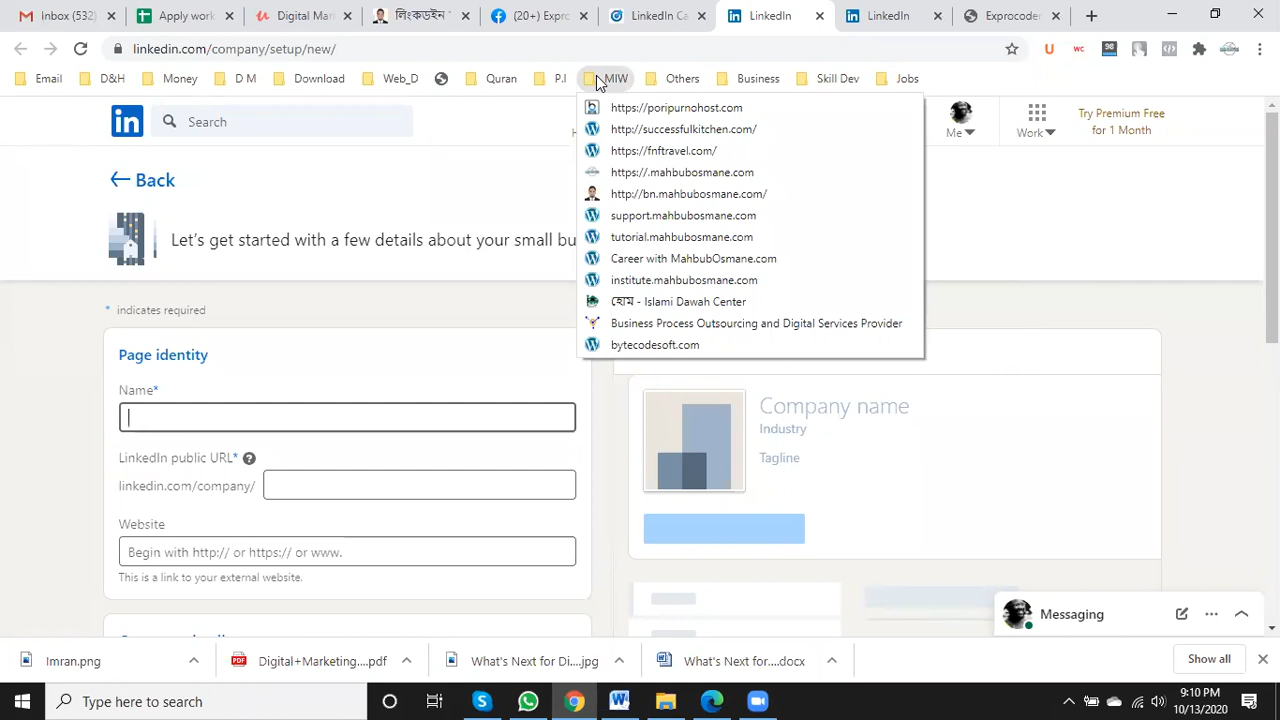 Inbox (532)
Apply work
Digital Mar
লিংকডইন
(20+) Expro
LinkedIn Ca
LinkedIn
LinkedIn
Exprocoder
linkedin.com/company/setup/new/
Email
D&H
Money
D M
Download
Web_D
Quran
P.I
MIW
Others
Business
Skill Dev
Jobs
https://poripurnohost.com
http://successfulkitchen.com/
https://fnftravel.com/
https://.mahbubosmane.com
http://bn.mahbubosmane.com/
support.mahbubosmane.com
tutorial.mahbubosmane.com
Career with MahbubOsmane.com
institute.mahbubosmane.com
হোম - Islami Dawah Center
Business Process Outsourcing and Digital Services Provider
bytecodesoft.com
in
Search
Me
Work
Try Premium Free
for 1 Month
Back
Let's get started with a few details about your small bu
* indicates required
Page identity
Name*
LinkedIn public URL*
linkedin.com/company/
Website
Begin with http:// or https:// or www.
This is a link to your external website.
Company name
Industry
Tagline
Messaging
Imran.png
Digital+Marketing....pdf
What's Next for Di....jpg
What's Next for....docx
Show all
Type here to search
9:10 PM
10/13/2020